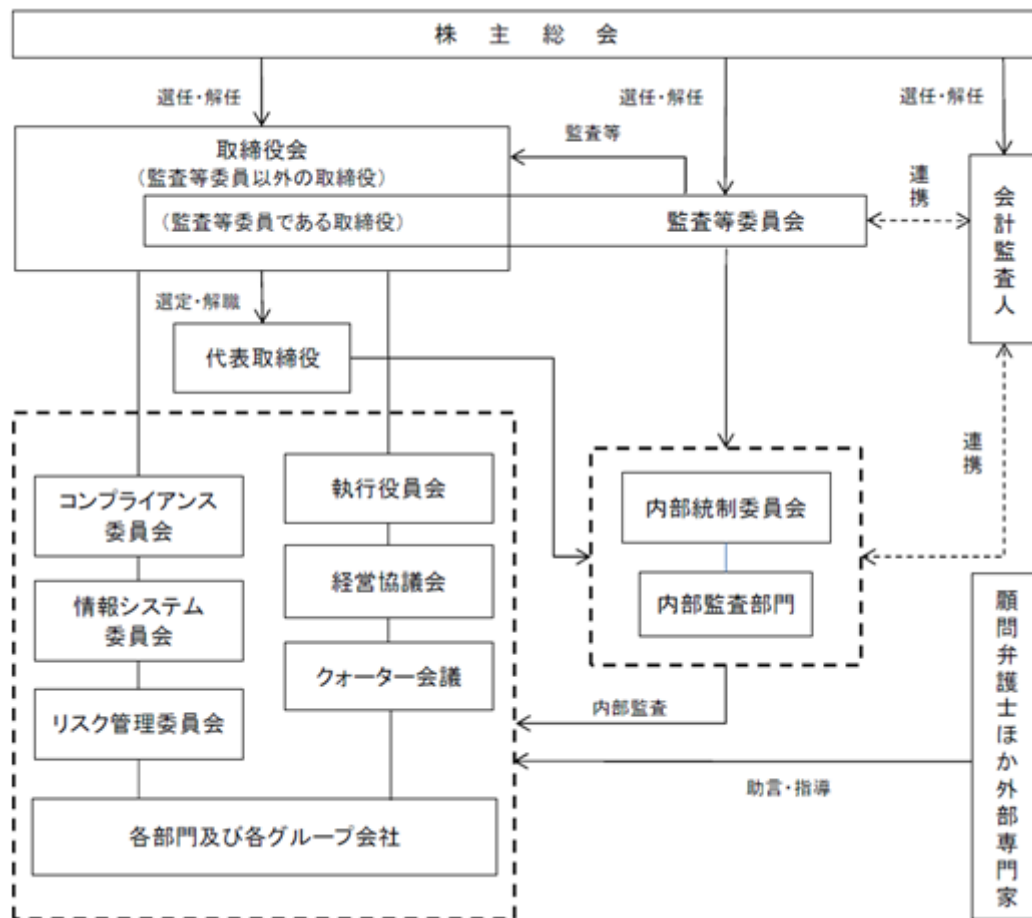 株主総会
選任・解任
選任・解任
選任・解任
監査等
取締役会
（監査等委員以外の取締役）
（監査等委員である取締役）
監査等委員会
連携
会計監査人
選定・解職
代表取締役
連携
コンプライアンス
委員会
執行役員会
内部統制委員会
情報システム
委員会
経営協議会
内部監査部門
リスク管理委員会
クォーター会議
内部監査
顧問弁護士ほか外部専門家
助言・指導
各部門及び各グループ会社